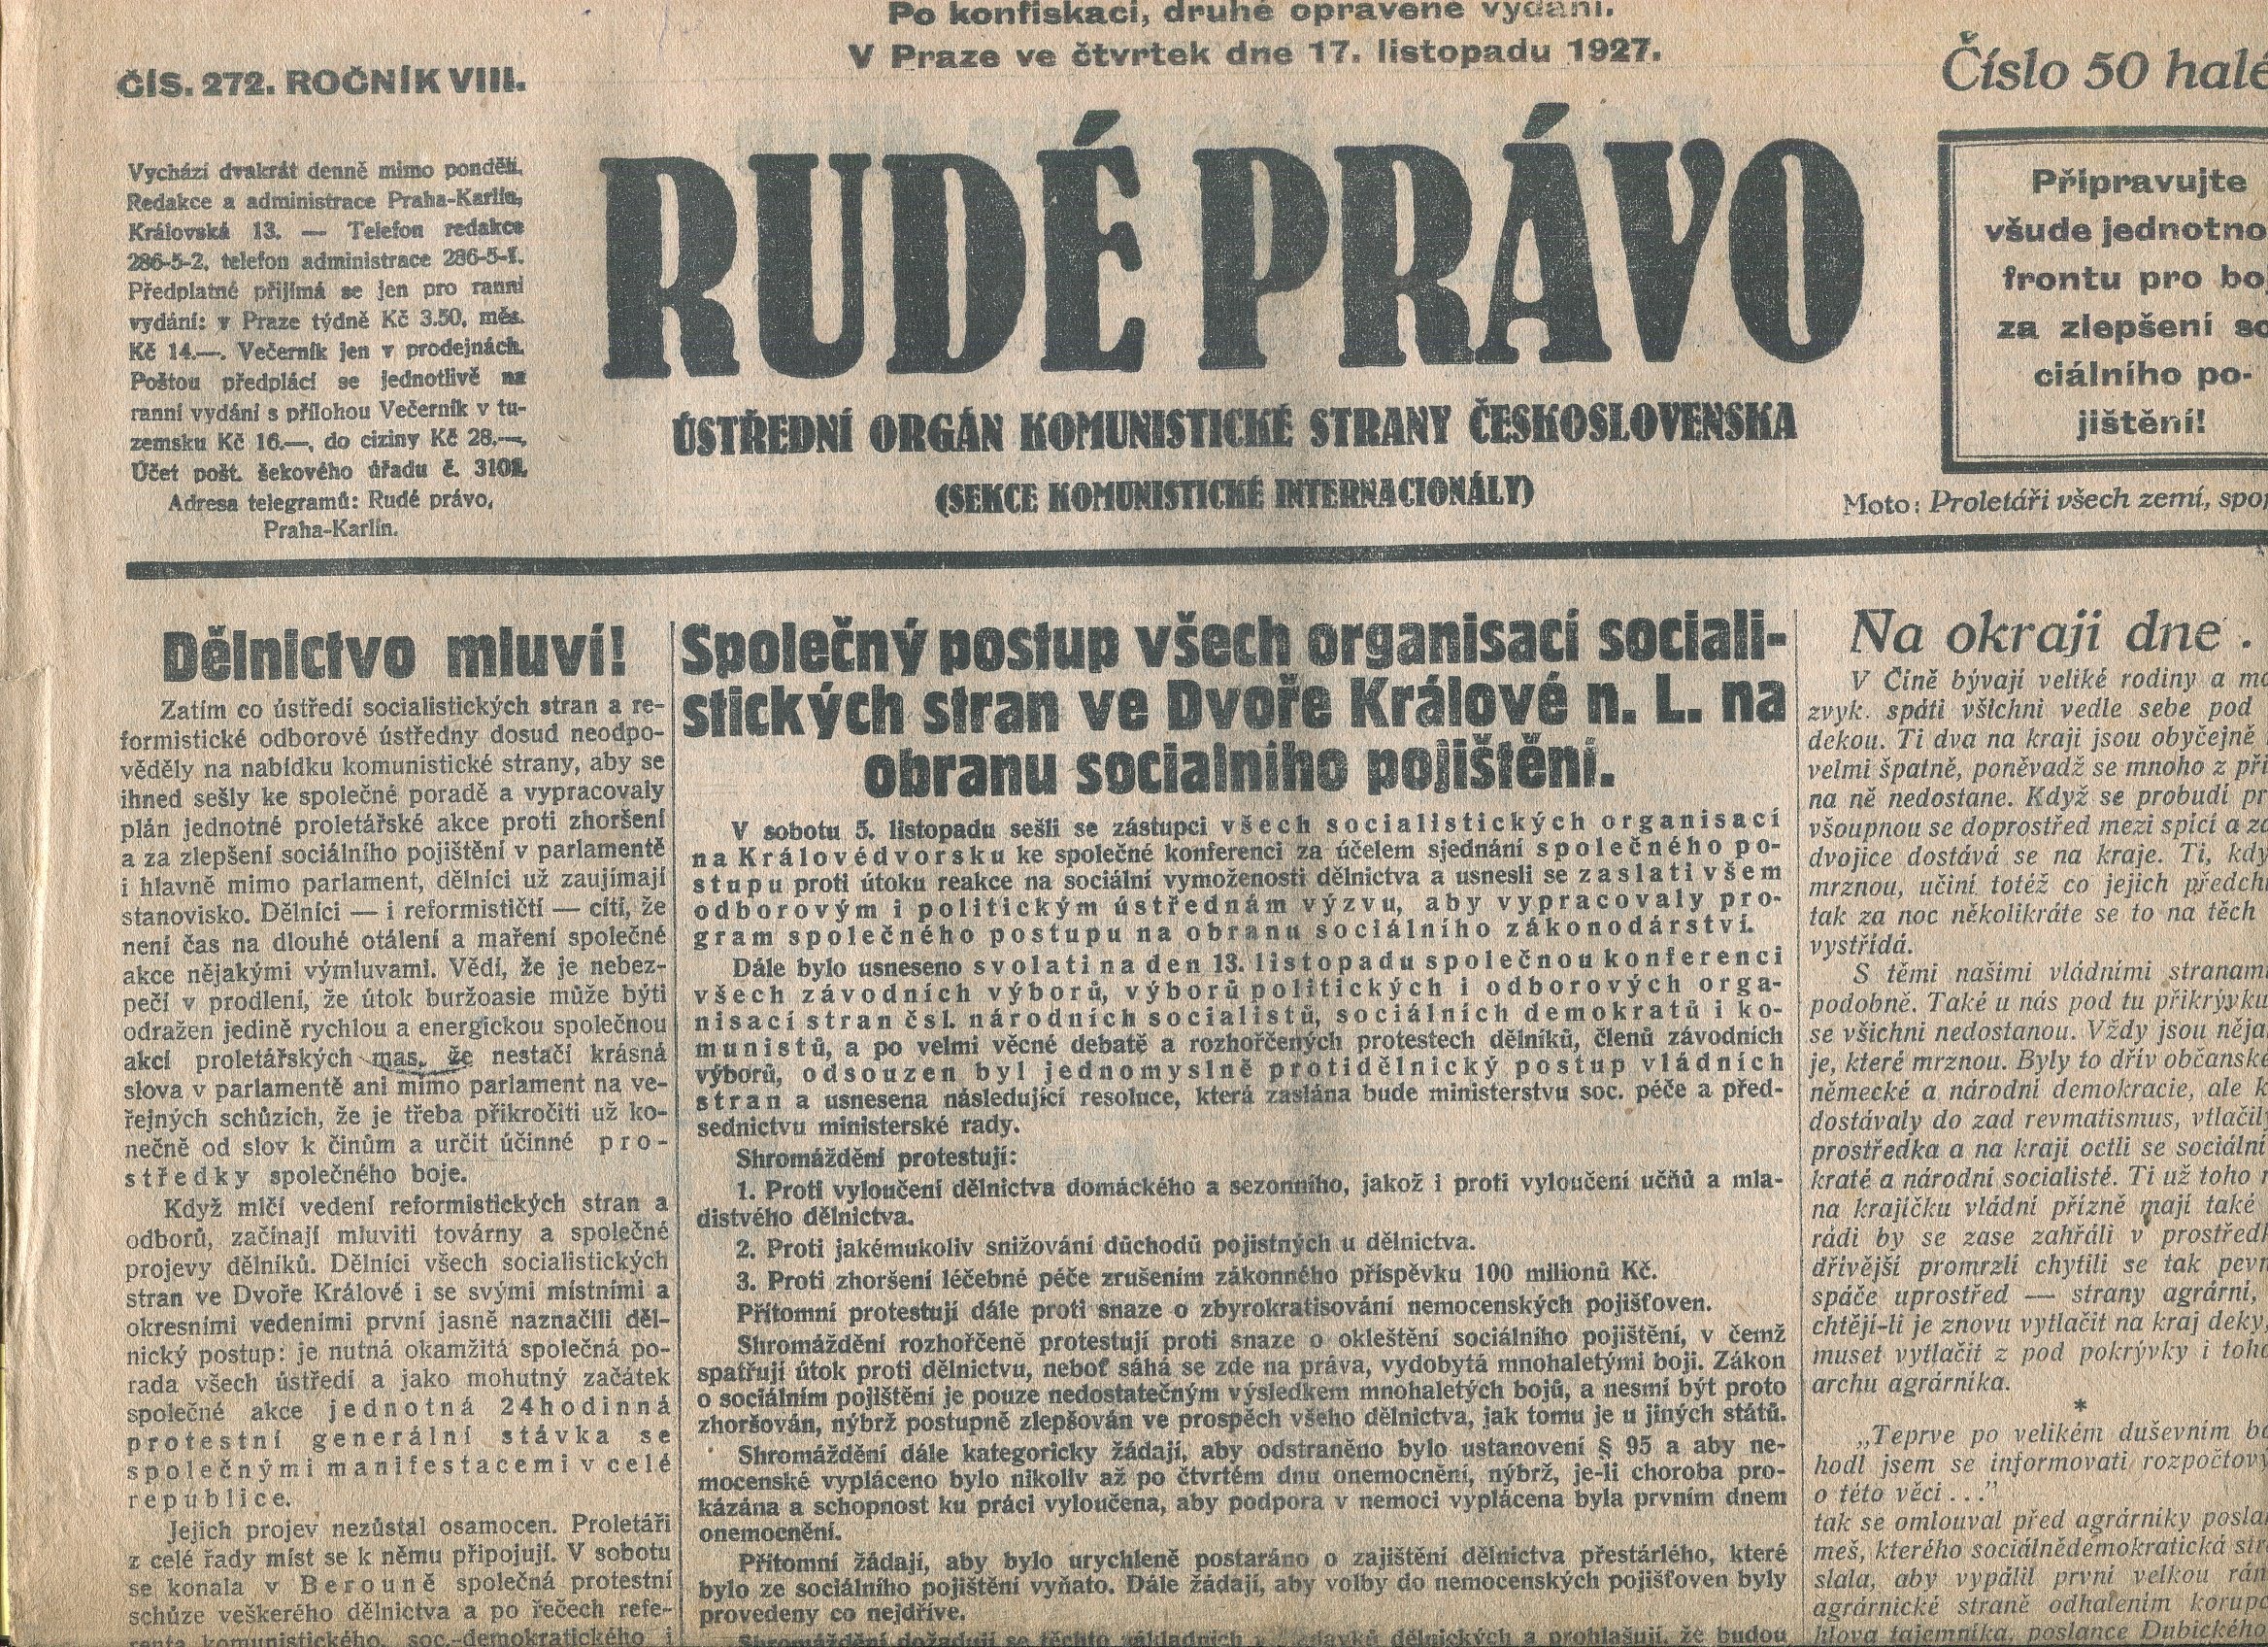 Po konfiskaci, druhé opravené vydání.
V Praze ve čtvrtek dne 17. listopadu 1927.
ČÍS. 272. ROČNÍK VIII.
Číslo 50 halé
Vychází dvakrát denně mimo pondělí.
Redakce a administrace Praha-Karlín,
Královská 13. — Telefon redakce
286-5-2, telefon administrace 286-5-1.
Předplatné přijímá se jen pro ranní
vydání: v Praze týdně Kč 3.50, měs.
Kč 14.—. Večerník jen v prodejnách.
Poštou předplácí se jednotlivě na
ranní vydání s přílohou Večerník v tu-
zemsku Kč 16.—, do ciziny Kč 28.—.
Účet pošt. šekového úřadu č.
Adresa telegramů: Rudé právo,
Praha-Karlín.
RUDÉ PRÁVO
ÚSTŘEDNÍ ORGÁN KOMUNISTICKÉ STRANY ČESKOSLOVENSKA
(SEKCE KOMUNISTICKÉ INTERNACIONÁLY)
Připravujte
všude jednotno
frontu pro boj
za zlepšení so
ciálního po-
jištění!
Moto: Proletáři všech zemí, spoj
Dělnictvo mluví!
Zatím co ústředí socialistických stran a re-
formistické odborové ústředny dosud neodpo-
věděly na nabídku komunistické strany, aby se
ihned sešly ke společné poradě a vypracovaly
plán jednotné proletářské akce proti zhoršení
a za zlepšení sociálního pojištění v parlamentě
i hlavně mimo parlament, dělníci už zaujímají
stanovisko. Dělníci — i reformističtí — cítí, že
není čas na dlouhé otálení a maření společné
akce nějakými výmluvami. Vědí, že je nebez-
pečí v prodlení, že útok buržoasie může býti
odražen jedině rychlou a energickou společnou
akcí proletářských mas, že nestačí krásná
slova v parlamentě ani mimo parlament na ve-
řejných schůzích, že je třeba přikročiti už ko-
nečně od slov k činům a určit účinné pro-
středky společného boje.
Když mlčí vedení reformistických stran a
odborů, začínají mluviti továrny a společné
projevy dělníků. Dělníci všech socialistických
stran ve Dvoře Králové i se svými místními a
okresními vedeními první jasně naznačili děl-
nický postup: je nutná okamžitá společná po-
rada všech ústředí a jako mohutný začátek
společné akce jednotná 24hodinná
protestní generální stávka se
společnými manifestacemi v celé
republice.
Jejich projev nezůstal osamocen. Proletáři
z celé řady míst se k němu připojují. V sobotu
se konala v Berouně společná protestní
schůze veškerého dělnictva a po řečech refe-
renta komunistického, soc.-demokratického i
Společný postup všech organisací sociali-
stických stran ve Dvoře Králové n. L. na
obranu socialního pojištění.
V sobotu 5. listopadu sešli se zástupci všech socialistických organisací
na Královédvorsku ke společné konferenci za účelem sjednání společného po-
stupu proti útoku reakce na sociální vymoženosti dělnictva a usnesli se zaslati všem
odborovým i politickým ústřednám výzvu, aby vypracovaly pro-
gram společného postupu na obranu sociálního zákonodárství.
Dále bylo usneseno svolati na den 13. listopadu společnou konferenci
všech závodních výborů, výborů politických i odborových orga-
nisací stran čsl. národních socialistů, sociálních demokratů i ko-
munistů, a po velmi věcné debatě a rozhořčených protestech dělníků, členů závodních
výborů, odsouzen byl jednomyslně protidělnický postup vládních
stran a usnesena následující resoluce, která zaslána bude ministerstvu soc. péče a před-
sednictvu ministerské rady.
Shromáždění protestují:
1. Proti vyloučení dělnictva domáckého a sezonního, jakož i proti vyloučení učňů a mla-
distvého dělnictva.
2. Proti jakémukoliv snižování důchodů pojistných u dělnictva.
3. Proti zhoršení léčebné péče zrušením zákonného příspěvku 100 milionů Kč.
Přítomní protestují dále proti snaze o zbyrokratisování nemocenských pojišťoven.
Shromáždění rozhořčeně protestují proti snaze o okleštění sociálního pojištění, v čemž
spatřují útok proti dělnictvu, neboť sáhá se zde na práva, vydobytá mnohaletými boji. Zákon
o sociálním pojištění je pouze nedostatečným výsledkem mnohaletých bojů, a nesmí být proto
zhoršován, nýbrž postupně zlepšován ve prospěch všeho dělnictva, jak tomu je u jiných států.
Shromáždění dále kategoricky žádají, aby odstraněno bylo ustanovení § 95 a aby ne-
mocenské vypláceno bylo nikoliv až po čtvrtém dnu onemocnění, nýbrž, je-li choroba pro-
kázána a schopnost ku práci vyloučena, aby podpora v nemoci vyplácena byla prvním dnem
onemocnění.
Přítomní žádají, aby bylo urychleně postaráno o zajištění dělnictva přestárlého, které
bylo ze sociálního pojištění vyňato. Dále žádají, aby volby do nemocenských pojišťoven byly
provedeny co nejdříve.
Shromáždění dožadují se těchto základních dělnických a prohlašují, že budou
Na okraji dne .
V Číně bývají veliké rodiny a ma
zvyk. spáti všichni vedle sebe pod
dekou. Ti dva na kraji jsou obyčejně
velmi špatně, poněvadž se mnoho z při
na ně nedostane. Když se probudí pr
všoupnou se doprostřed mezi spící a za
dvojice dostává se na kraje. Ti, kdy
mrznou, učiní totéž co jejich předch
tak za noc několikráte se to na těch
vystřídá.
S těmi našimi vládními stranami
podobně. Také u nás pod tu přikrývku
se všichni nedostanou. Vždy jsou něja
je, které mrznou. Byly to dřív občanské
německé a národní demokracie, ale k
dostávaly do zad revmatismus, vtlačil
prostředka a na kraji octli se sociální
kraté a národní socialisté. Ti už toho
na krajíčku vládní přízně mají také
rádi by se zase zahřáli v prostřed
dřívější promrzlí chytili se tak pevn
spáče uprostřed — strany agrární,
chtějí-li je znovu vytlačit na kraj deky,
muset vytlačit z pod pokrývky i toho
archu agrárníka.
*
„Teprve po velikém duševním bo
hodl jsem se informovati rozpočtový
o této věci . . ."
tak se omlouval před agrárníky posla
meš, kterého sociálnědemokratická str
slala, aby vypálil první velkou rán
agrárnické straně odhalením korupc
hlova tajemníka, poslance Dubického